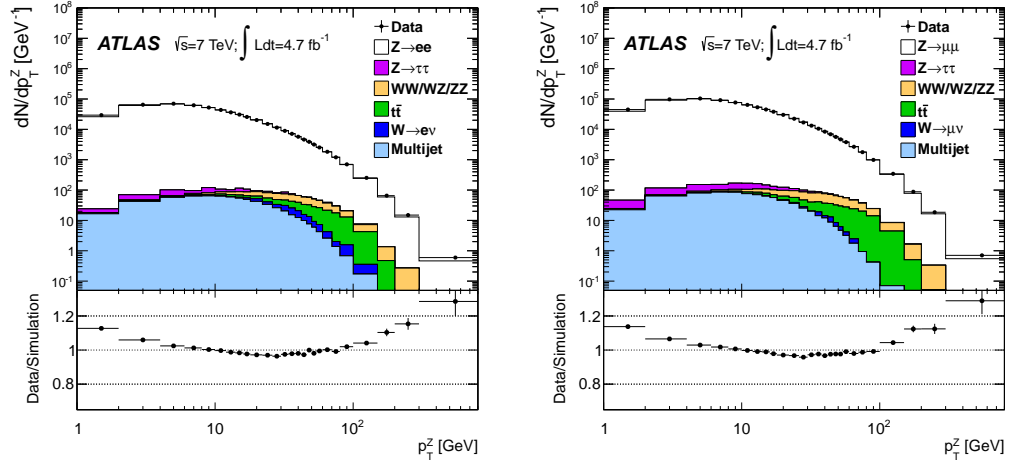 dN/dp_T^Z [GeV⁻¹]
10⁸
10⁷
10⁶
10⁵
10⁴
10³
10²
10
1
10⁻¹
ATLAS √s=7 TeV; ∫ Ldt=4.7 fb⁻¹
Data
Z→ee
Z→ττ
WW/WZ/ZZ
tt̄
W→eν
Multijet
Data/Simulation
1.2
1
0.8
1 10 10²
p_T^Z [GeV]
dN/dp_T^Z [GeV⁻¹]
10⁸
10⁷
10⁶
10⁵
10⁴
10³
10²
10
1
10⁻¹
ATLAS √s=7 TeV; ∫ Ldt=4.7 fb⁻¹
Data
Z→μμ
Z→ττ
WW/WZ/ZZ
tt̄
W→μν
Multijet
Data/Simulation
1.2
1
0.8
1 10 10²
p_T^Z [GeV]